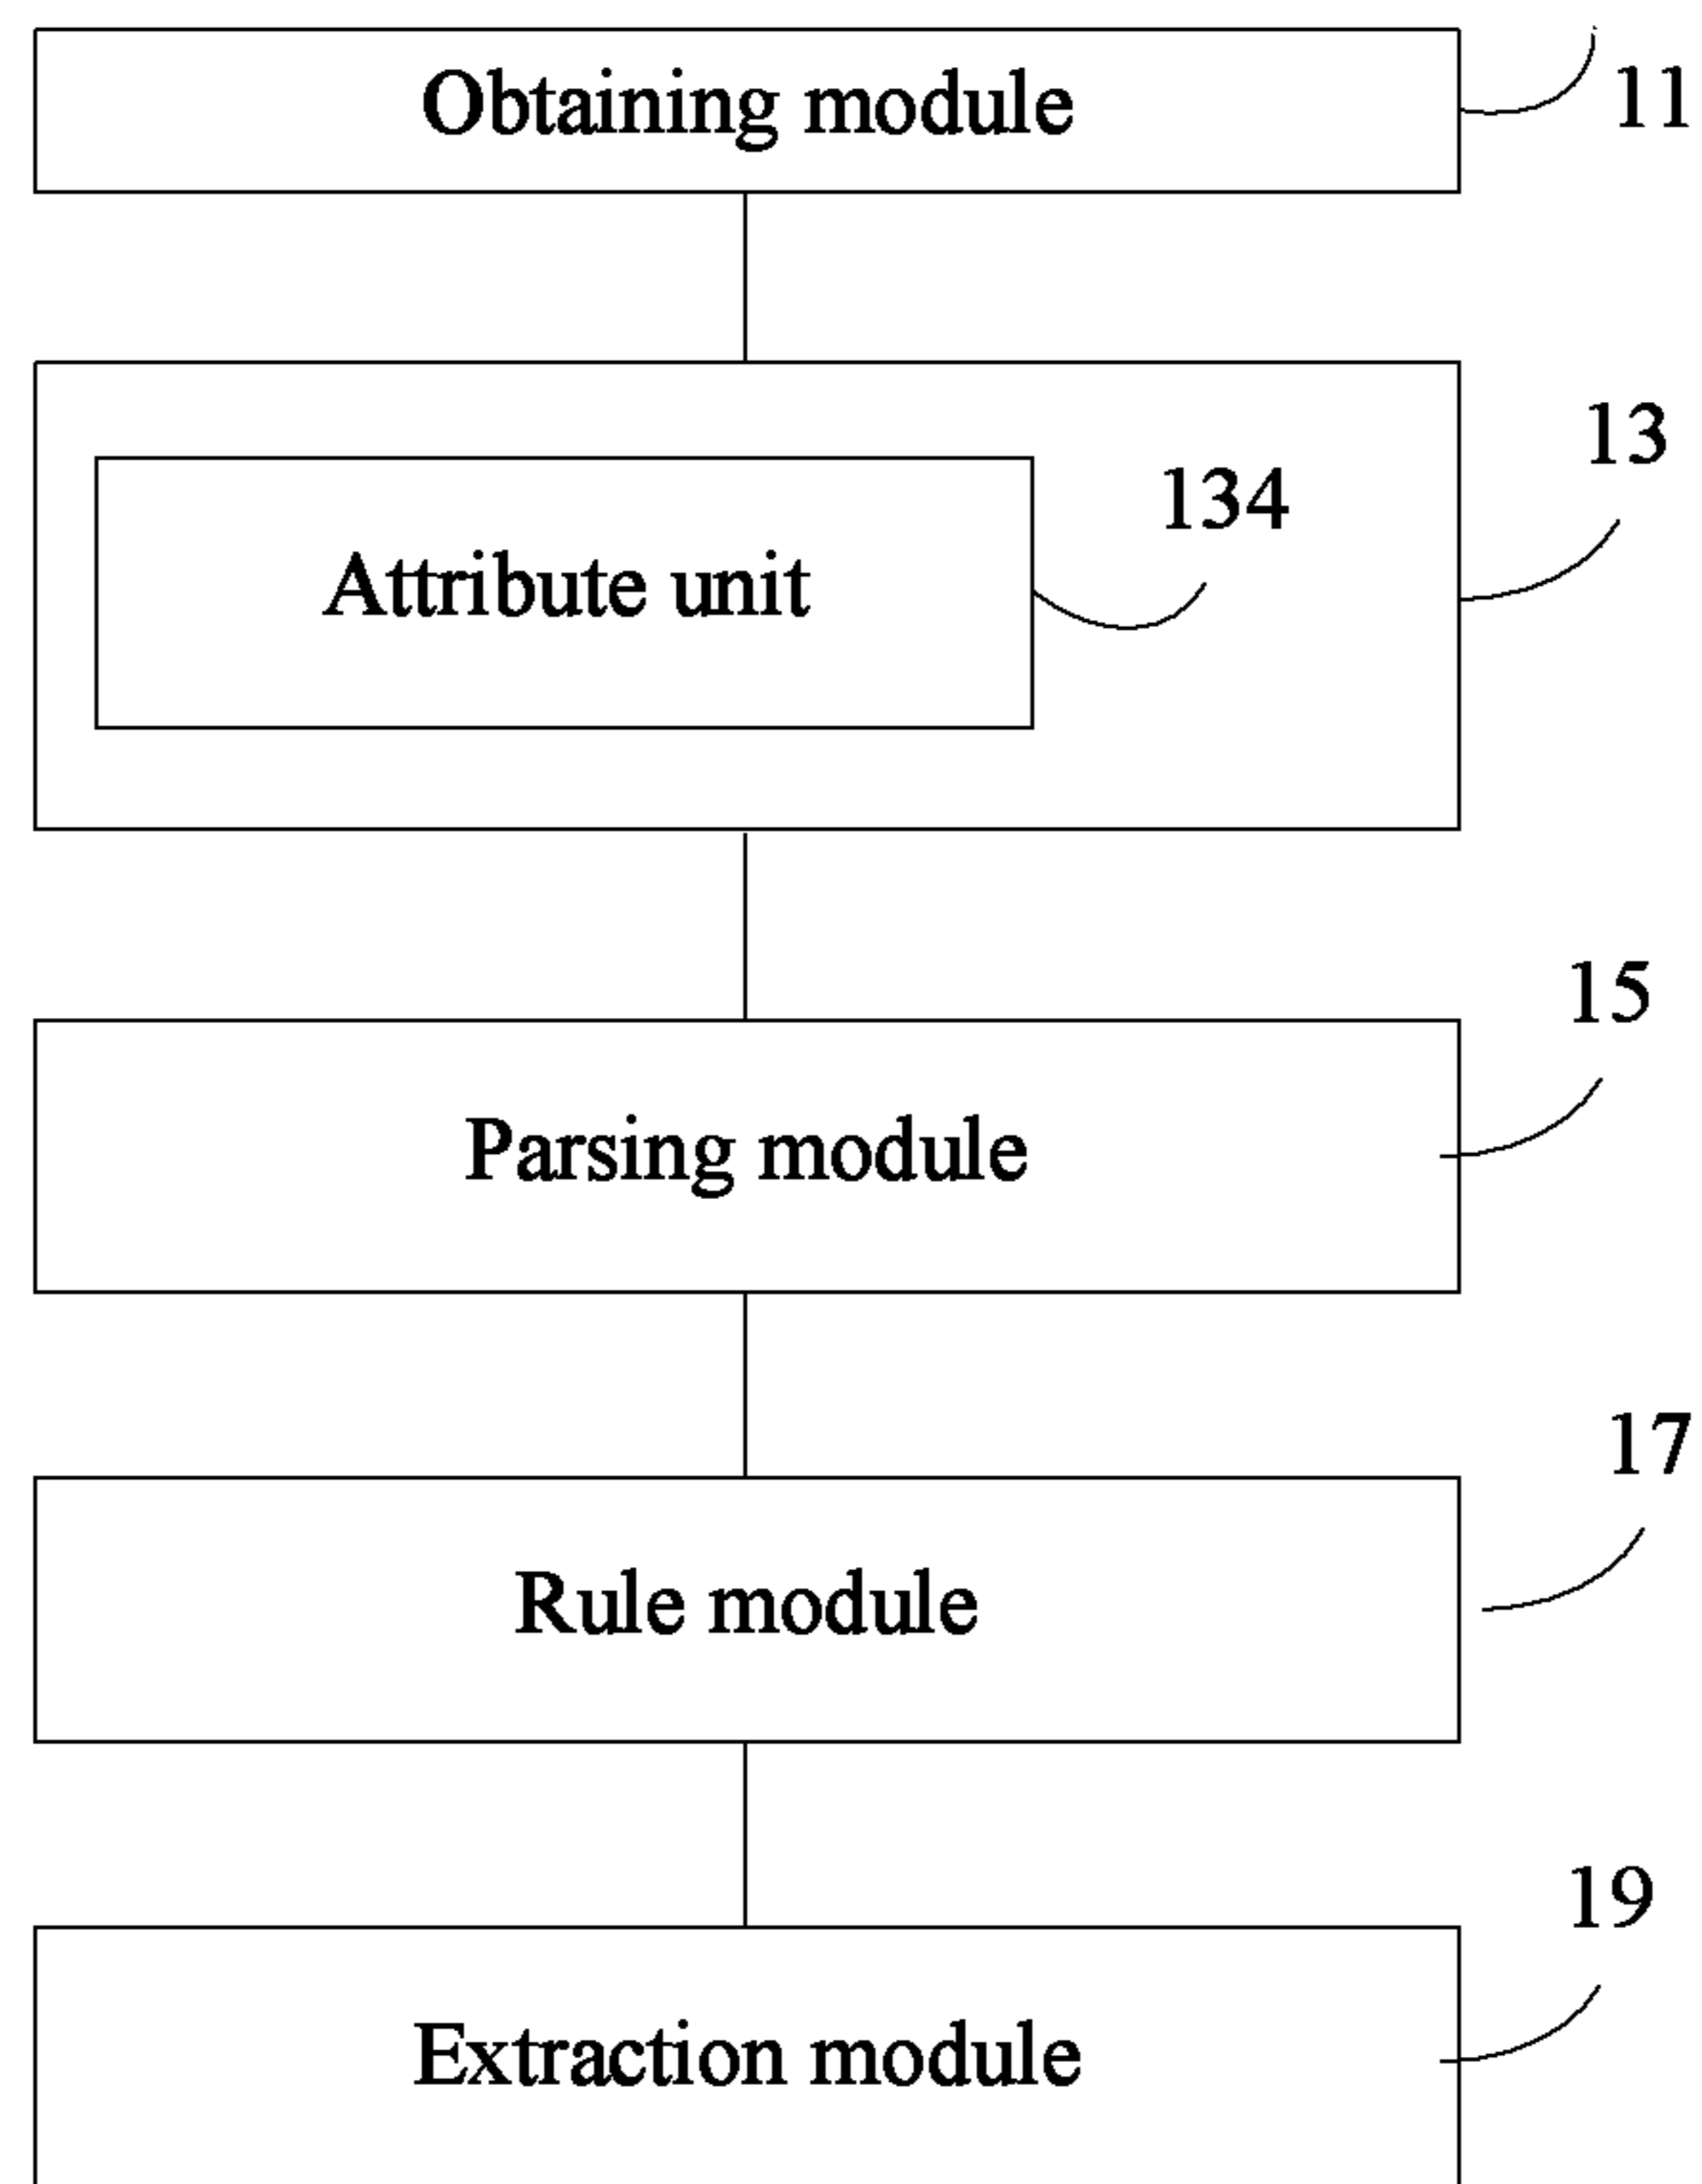 Obtaining module
11
13
134
Attribute unit
15
Parsing module
17
Rule module
19
Extraction module